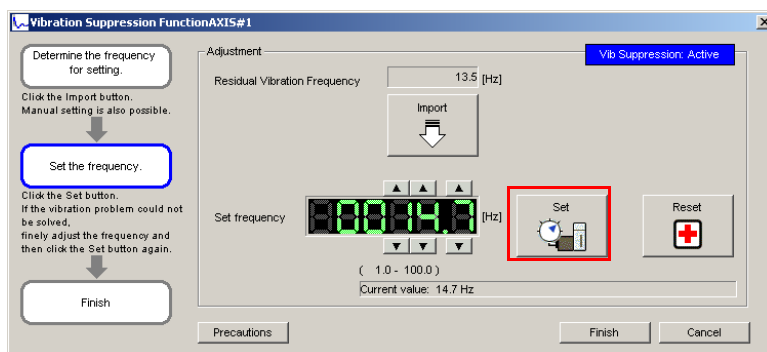 Vibration Suppression FunctionAXIS#1
Determine the frequency
for setting.
Click the Import button.
Manual setting is also possible.
Set the frequency.
Click the Set button.
If the vibration problem could not
be solved,
finely adjust the frequency and
then click the Set button again.
Finish
Adjustment
Vib Suppression: Active
Residual Vibration Frequency 13.5 [Hz]
Import
Set frequency 0014.7 [Hz]
Set
Reset
( 1.0 - 100.0 )
Current value: 14.7 Hz
Precautions
Finish
Cancel